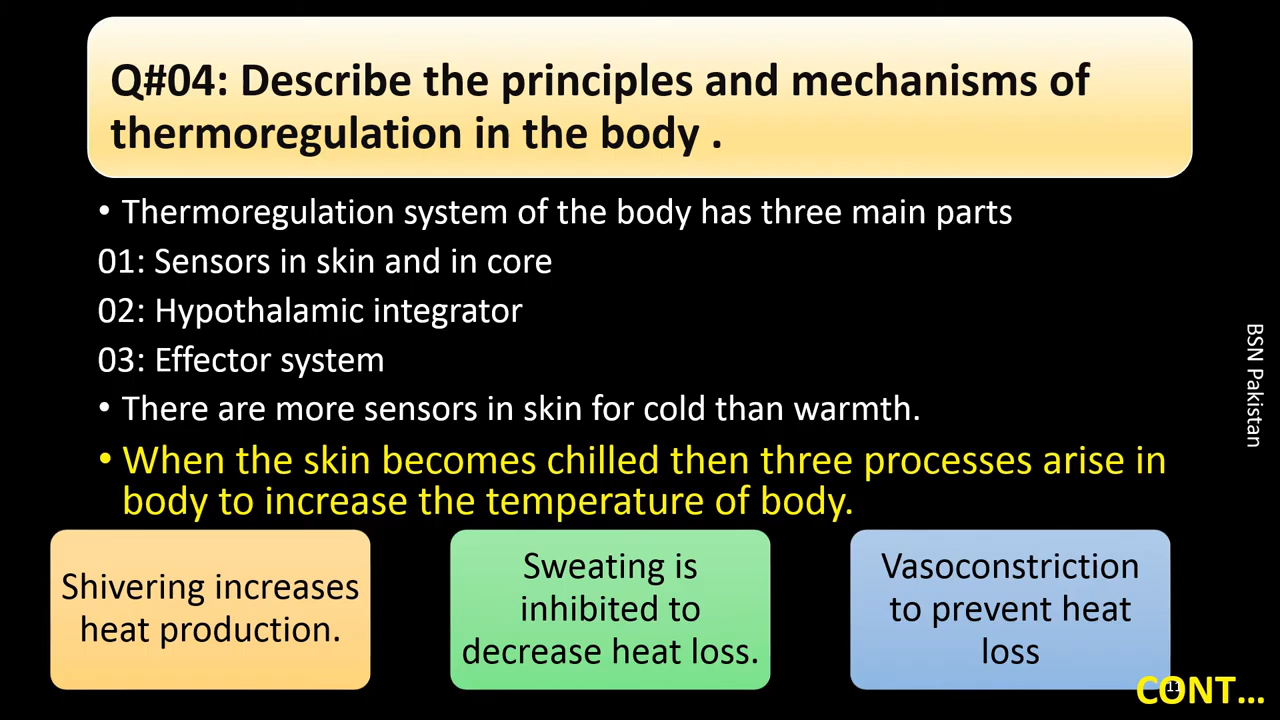 Q#04: Describe the principles and mechanisms of
thermoregulation in the body .
• Thermoregulation system of the body has three main parts
01: Sensors in skin and in core
02: Hypothalamic integrator
03: Effector system
• There are more sensors in skin for cold than warmth.
• When the skin becomes chilled then three processes arise in
body to increase the temperature of body.
Shivering increases
heat production.
Sweating is
inhibited to
decrease heat loss.
Vasoconstriction
to prevent heat
loss
BSN Pakistan
CONT...